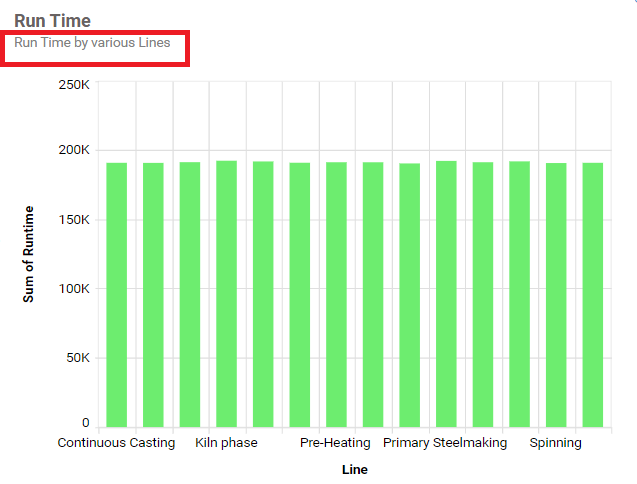 Run Time
Run Time by various Lines
250K
200K
150K
100K
50K
0
Sum of Runtime
Continuous Casting Kiln phase Pre-Heating Primary Steelmaking Spinning
Line